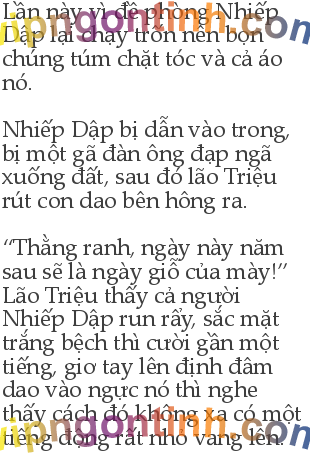 Lần này vì đề phòng Nhiếp
Dập lại chạy trốn nên bọn
chúng túm chặt tóc và cả áo
nó.
Nhiếp Dập bị dẫn vào trong,
bị một gã đàn ông đạp ngã
xuống đất, sau đó lão Triệu
rút con dao bên hông ra.
“Thằng ranh, ngày này năm
sau sẽ là ngày giỗ của mày!”
Lão Triệu thấy cả người
Nhiếp Dập run rẩy, sắc mặt
trắng bệch thì cười gằn một
tiếng, giơ tay lên định đâm
dao vào ngực nó thì nghe
thấy cách đó không xa có một
tiếng động rất nhỏ vang lên.
vipngontinh.com
vipngontinh.com